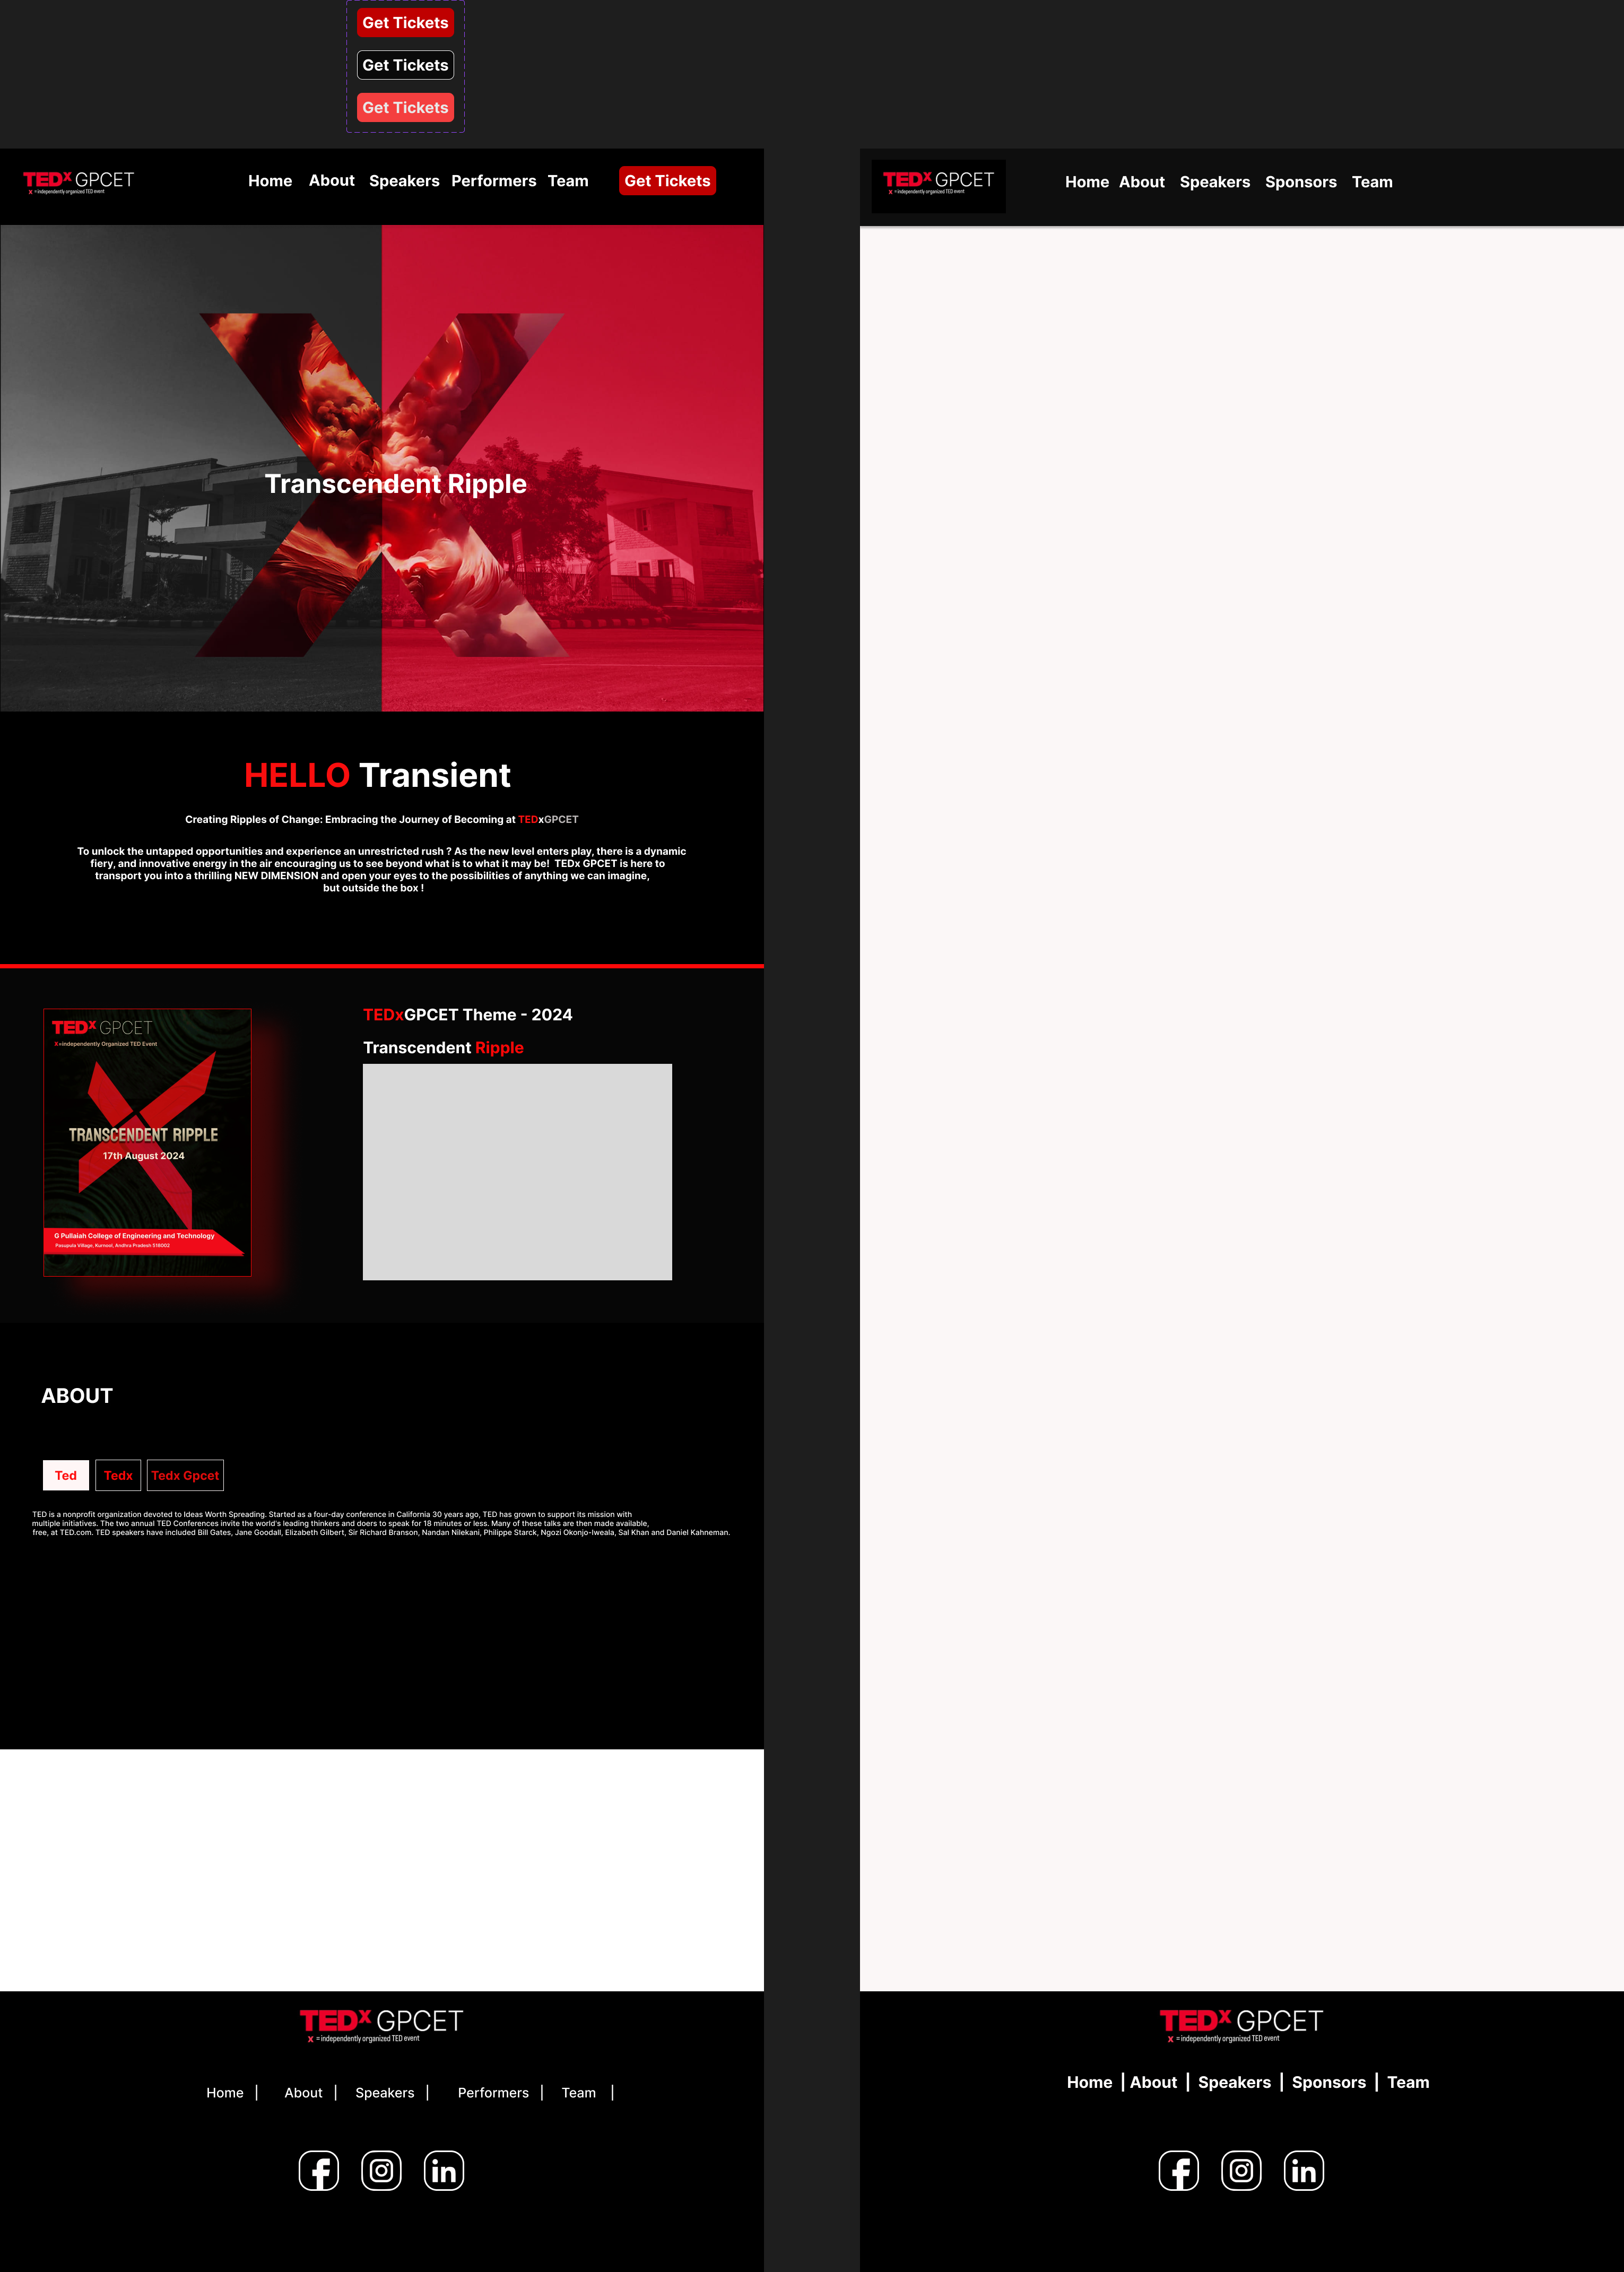 Get Tickets
Get Tickets
Get Tickets
TEDx GPCET
x = independently organized TED event
Home About Speakers Performers Team Get Tickets
Transcendent Ripple
HELLO Transient
Creating Ripples of Change: Embracing the Journey of Becoming at TEDxGPCET
To unlock the untapped opportunities and experience an unrestricted rush ? As the new level enters play, there is a dynamic
fiery, and innovative energy in the air encouraging us to see beyond what is to what it may be! TEDx GPCET is here to
transport you into a thrilling NEW DIMENSION and open your eyes to the possibilities of anything we can imagine,
but outside the box !
TEDx GPCET
X=independently Organized TED Event
TRANSCENDENT RIPPLE
17th August 2024
G Pullaiah College of Engineering and Technology
Pasupula Village, Kurnool, Andhra Pradesh 518002
TEDxGPCET Theme - 2024
Transcendent Ripple
ABOUT
Ted Tedx Tedx Gpcet
TED is a nonprofit organization devoted to Ideas Worth Spreading. Started as a four-day conference in California 30 years ago, TED has grown to support its mission with
multiple initiatives. The two annual TED Conferences invite the world's leading thinkers and doers to speak for 18 minutes or less. Many of these talks are then made available,
free, at TED.com. TED speakers have included Bill Gates, Jane Goodall, Elizabeth Gilbert, Sir Richard Branson, Nandan Nilekani, Philippe Starck, Ngozi Okonjo-Iweala, Sal Khan and Daniel Kahneman.
TEDx GPCET
x = independently organized TED event
Home | About | Speakers | Performers | Team |
f in
TEDx GPCET
x = independently organized TED event
Home About Speakers Sponsors Team
TEDx GPCET
x = independently organized TED event
Home | About | Speakers | Sponsors | Team
f in